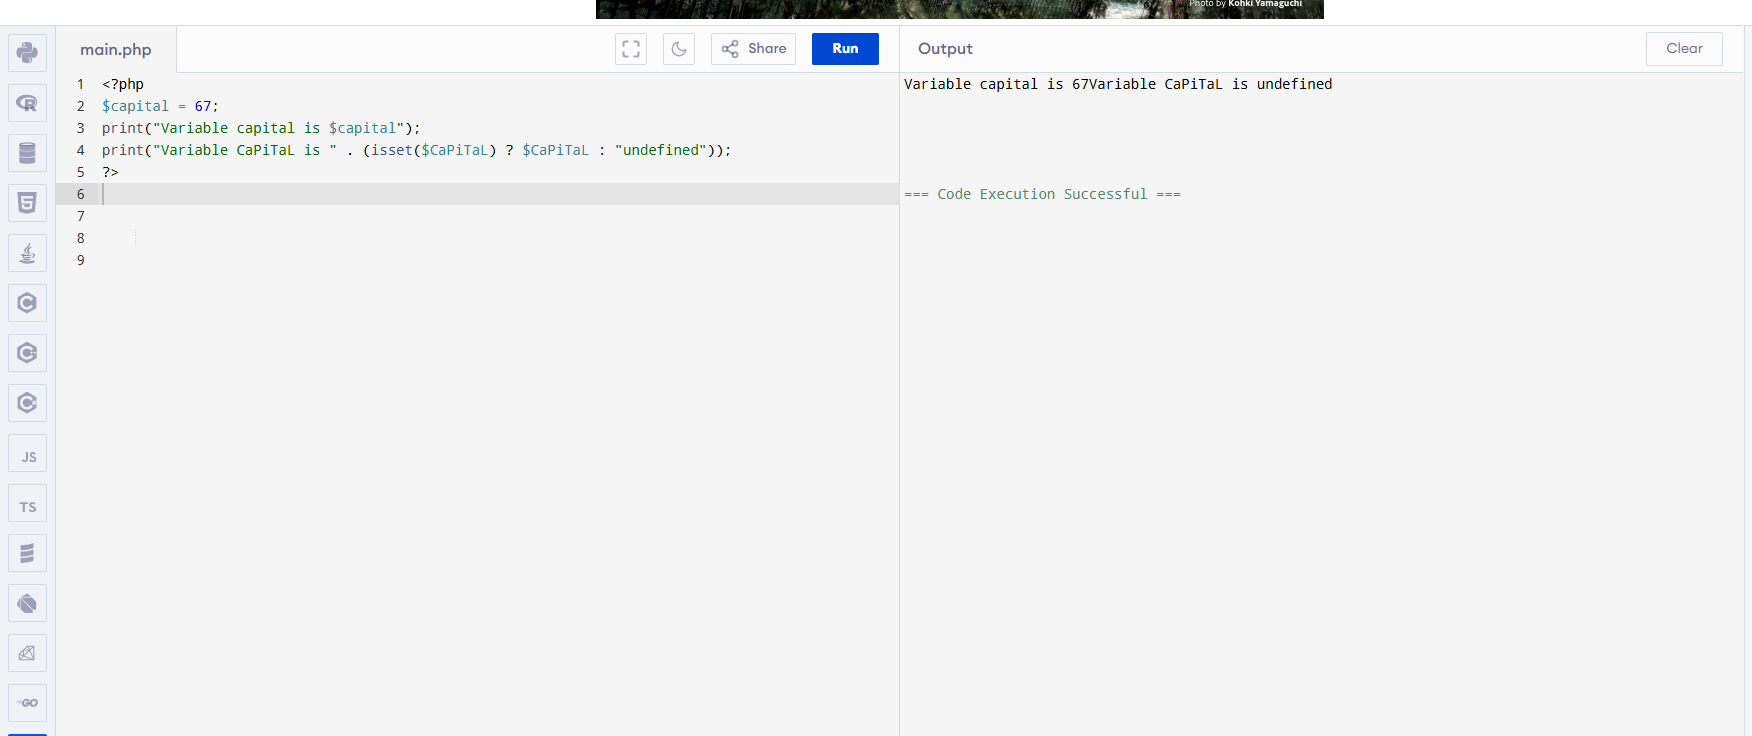 Photo by Kohki Yamaguchi
main.php
Share
Run
Output
Clear
1 <?php
2 $capital = 67;
3 print("Variable capital is $capital");
4 print("Variable CaPiTaL is " . (isset($CaPiTaL) ? $CaPiTaL : "undefined"));
5 ?>
6
7
8
9
Variable capital is 67Variable CaPiTaL is undefined
=== Code Execution Successful ===
JS
TS
GO